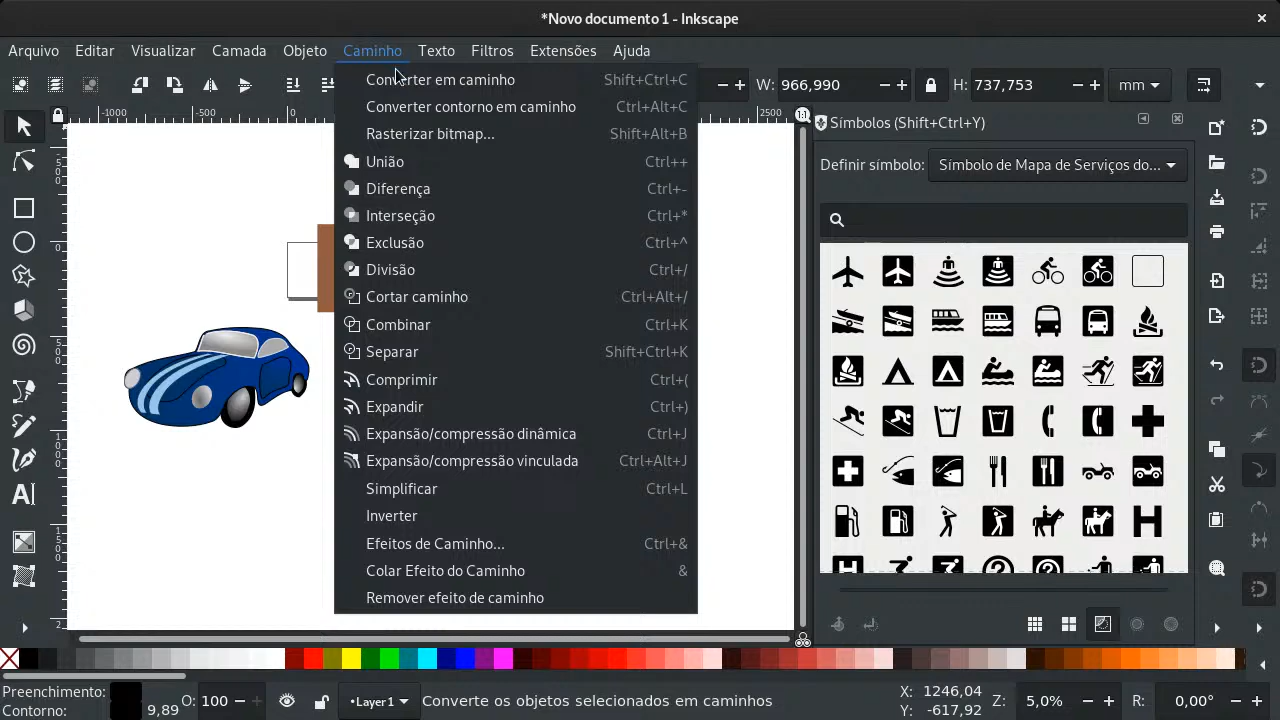 *Novo documento 1 - Inkscape
Arquivo Editar Visualizar Camada Objeto Caminho Texto Filtros Extensões Ajuda
W: 966,990 H: 737,753 mm
-1000 -500 0 2500
1:1
Símbolos (Shift+Ctrl+Y)
Definir símbolo: Símbolo de Mapa de Serviços do...
Converter em caminho Shift+Ctrl+C
Converter contorno em caminho Ctrl+Alt+C
Rasterizar bitmap... Shift+Alt+B
União Ctrl++
Diferença Ctrl+-
Interseção Ctrl+*
Exclusão Ctrl+^
Divisão Ctrl+/
Cortar caminho Ctrl+Alt+/
Combinar Ctrl+K
Separar Shift+Ctrl+K
Comprimir Ctrl+(
Expandir Ctrl+)
Expansão/compressão dinâmica Ctrl+J
Expansão/compressão vinculada Ctrl+Alt+J
Simplificar Ctrl+L
Inverter
Efeitos de Caminho... Ctrl+&
Colar Efeito do Caminho &
Remover efeito de caminho
Preenchimento: O: 100 •Layer1 Converte os objetos selecionados em caminhos X: 1246,04 Z: 5,0% R: 0,00°
Contorno: 9,89 Y: -617,92